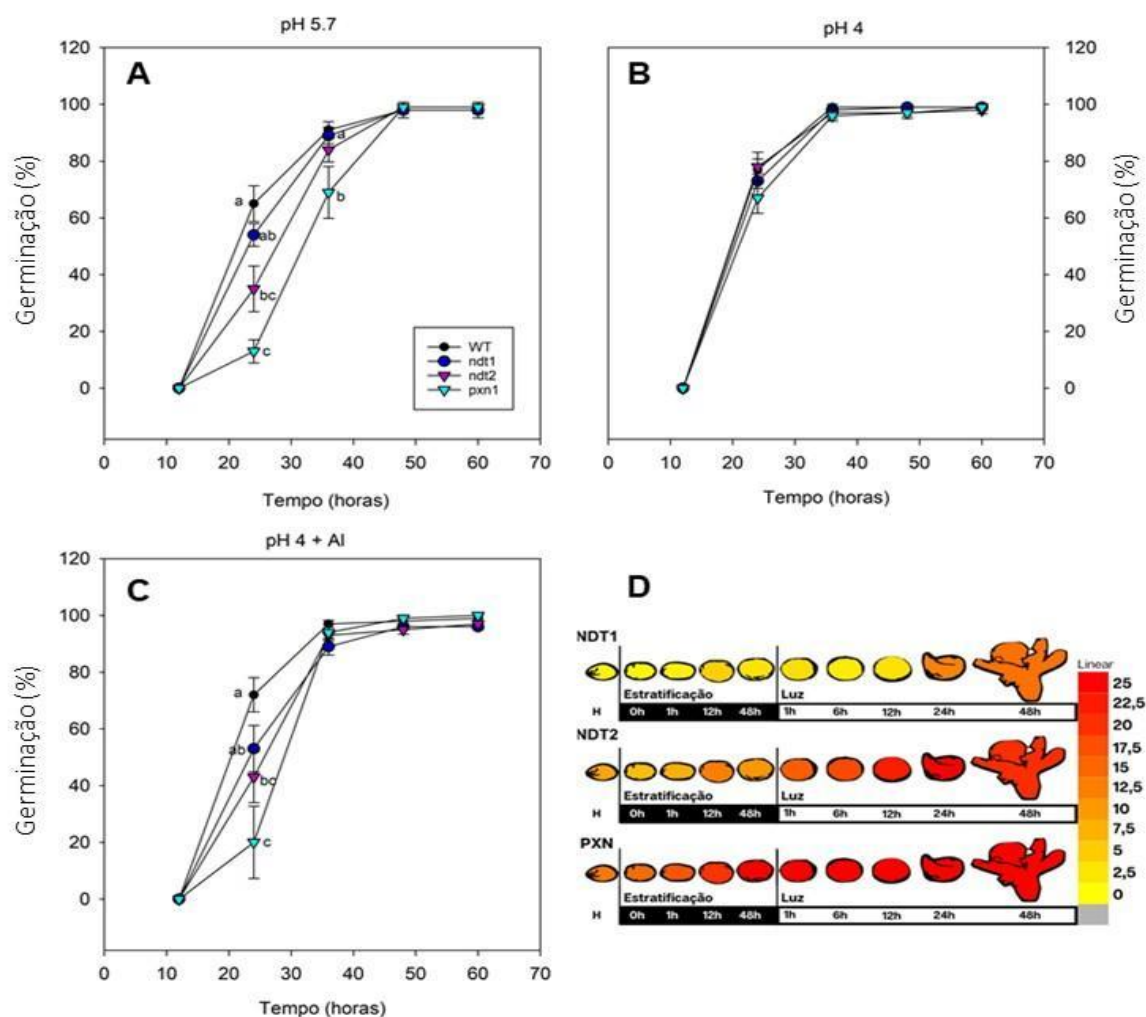 pH 5.7
A
120
100
80
60
40
20
0
a
ab
bc
c
a
b
WT
ndt1
ndt2
pxn1
0 10 20 30 40 50 60 70
Tempo (horas)
Germinação (%)
pH 4
B
120
100
80
60
40
20
0
0 10 20 30 40 50 60 70
Tempo (horas)
Germinação (%)
pH 4 + Al
C
120
100
80
60
40
20
0
a
ab
bc
c
0 10 20 30 40 50 60 70
Tempo (horas)
Germinação (%)
D
NDT1
Estratificação Luz
H 0h 1h 12h 48h 1h 6h 12h 24h 48h
NDT2
Estratificação Luz
H 0h 1h 12h 48h 1h 6h 12h 24h 48h
PXN
Estratificação Luz
H 0h 1h 12h 48h 1h 6h 12h 24h 48h
Linear
25
22,5
20
17,5
15
12,5
10
7,5
5
2,5
0